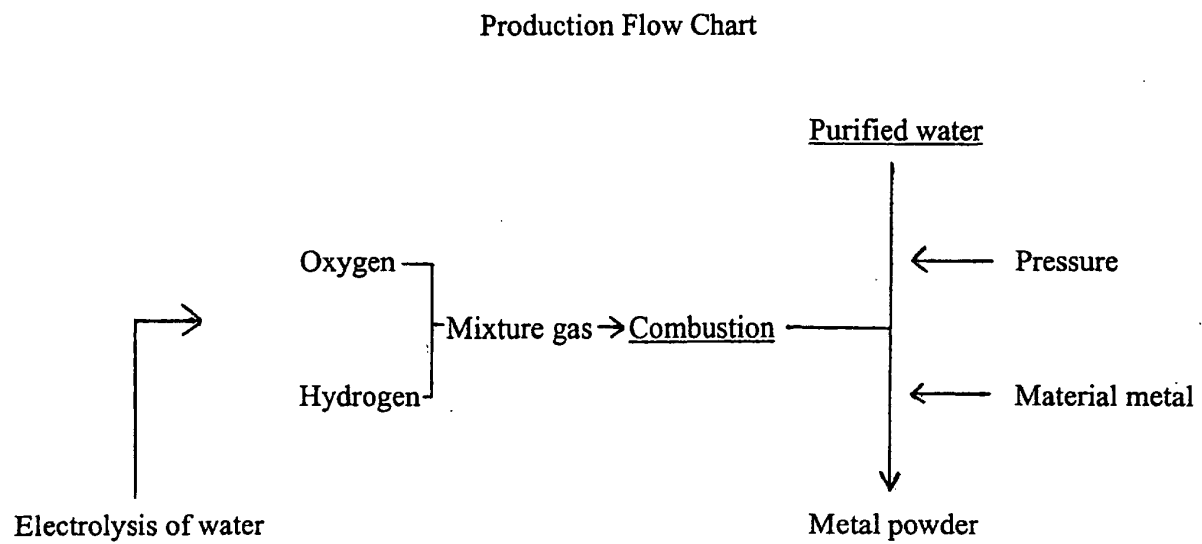 Production Flow Chart
Purified water
Oxygen
Pressure
Mixture gas
Combustion
Hydrogen
Material metal
Electrolysis of water
Metal powder